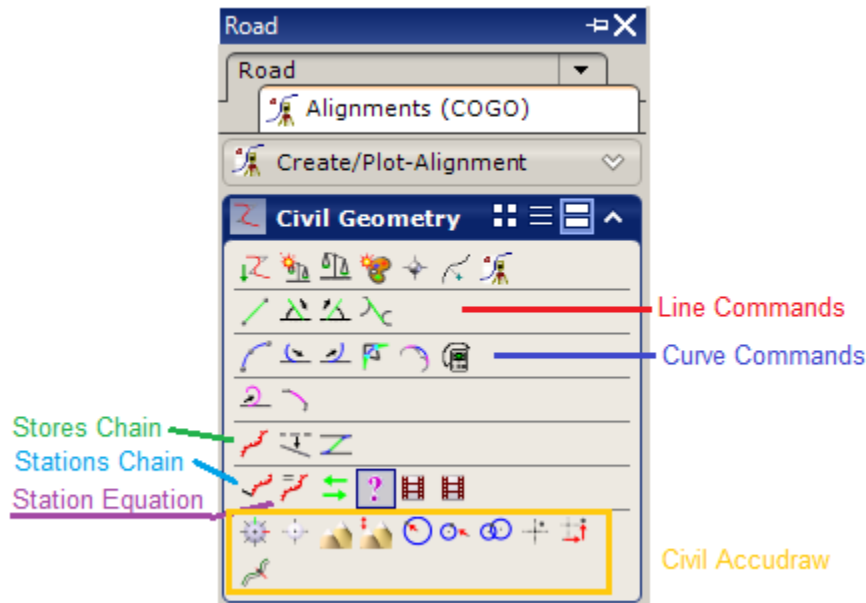 Road
Road
Alignments (COGO)
Create/Plot-Alignment
Civil Geometry
Line Commands
Curve Commands
Stores Chain
Stations Chain
?
Station Equation
Civil Accudraw